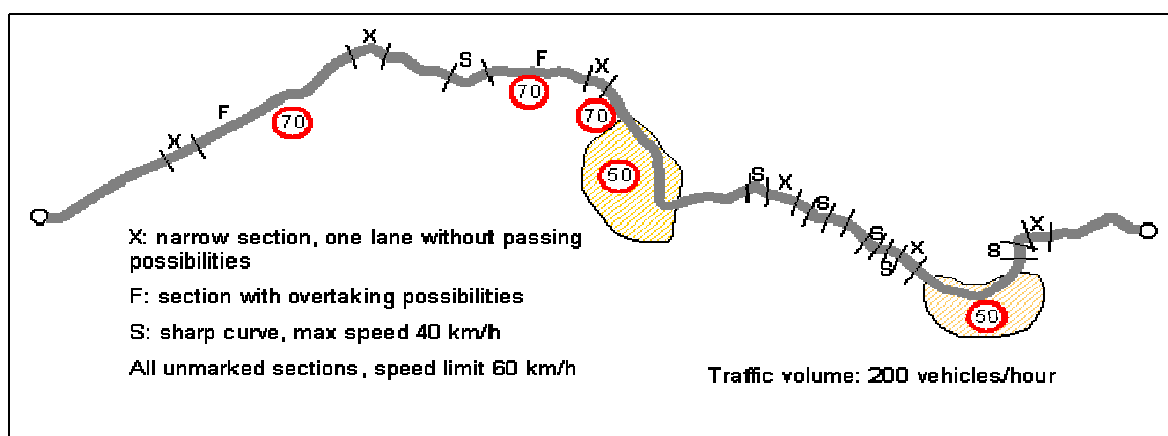 X
F
70
X
S
F
70
X
70
50
S
X
S
S
S
X
50
S
X
X: narrow section, one lane without passing
possibilities
F: section with overtaking possibilities
S: sharp curve, max speed 40 km/h
All unmarked sections, speed limit 60 km/h
Traffic volume: 200 vehicles/hour